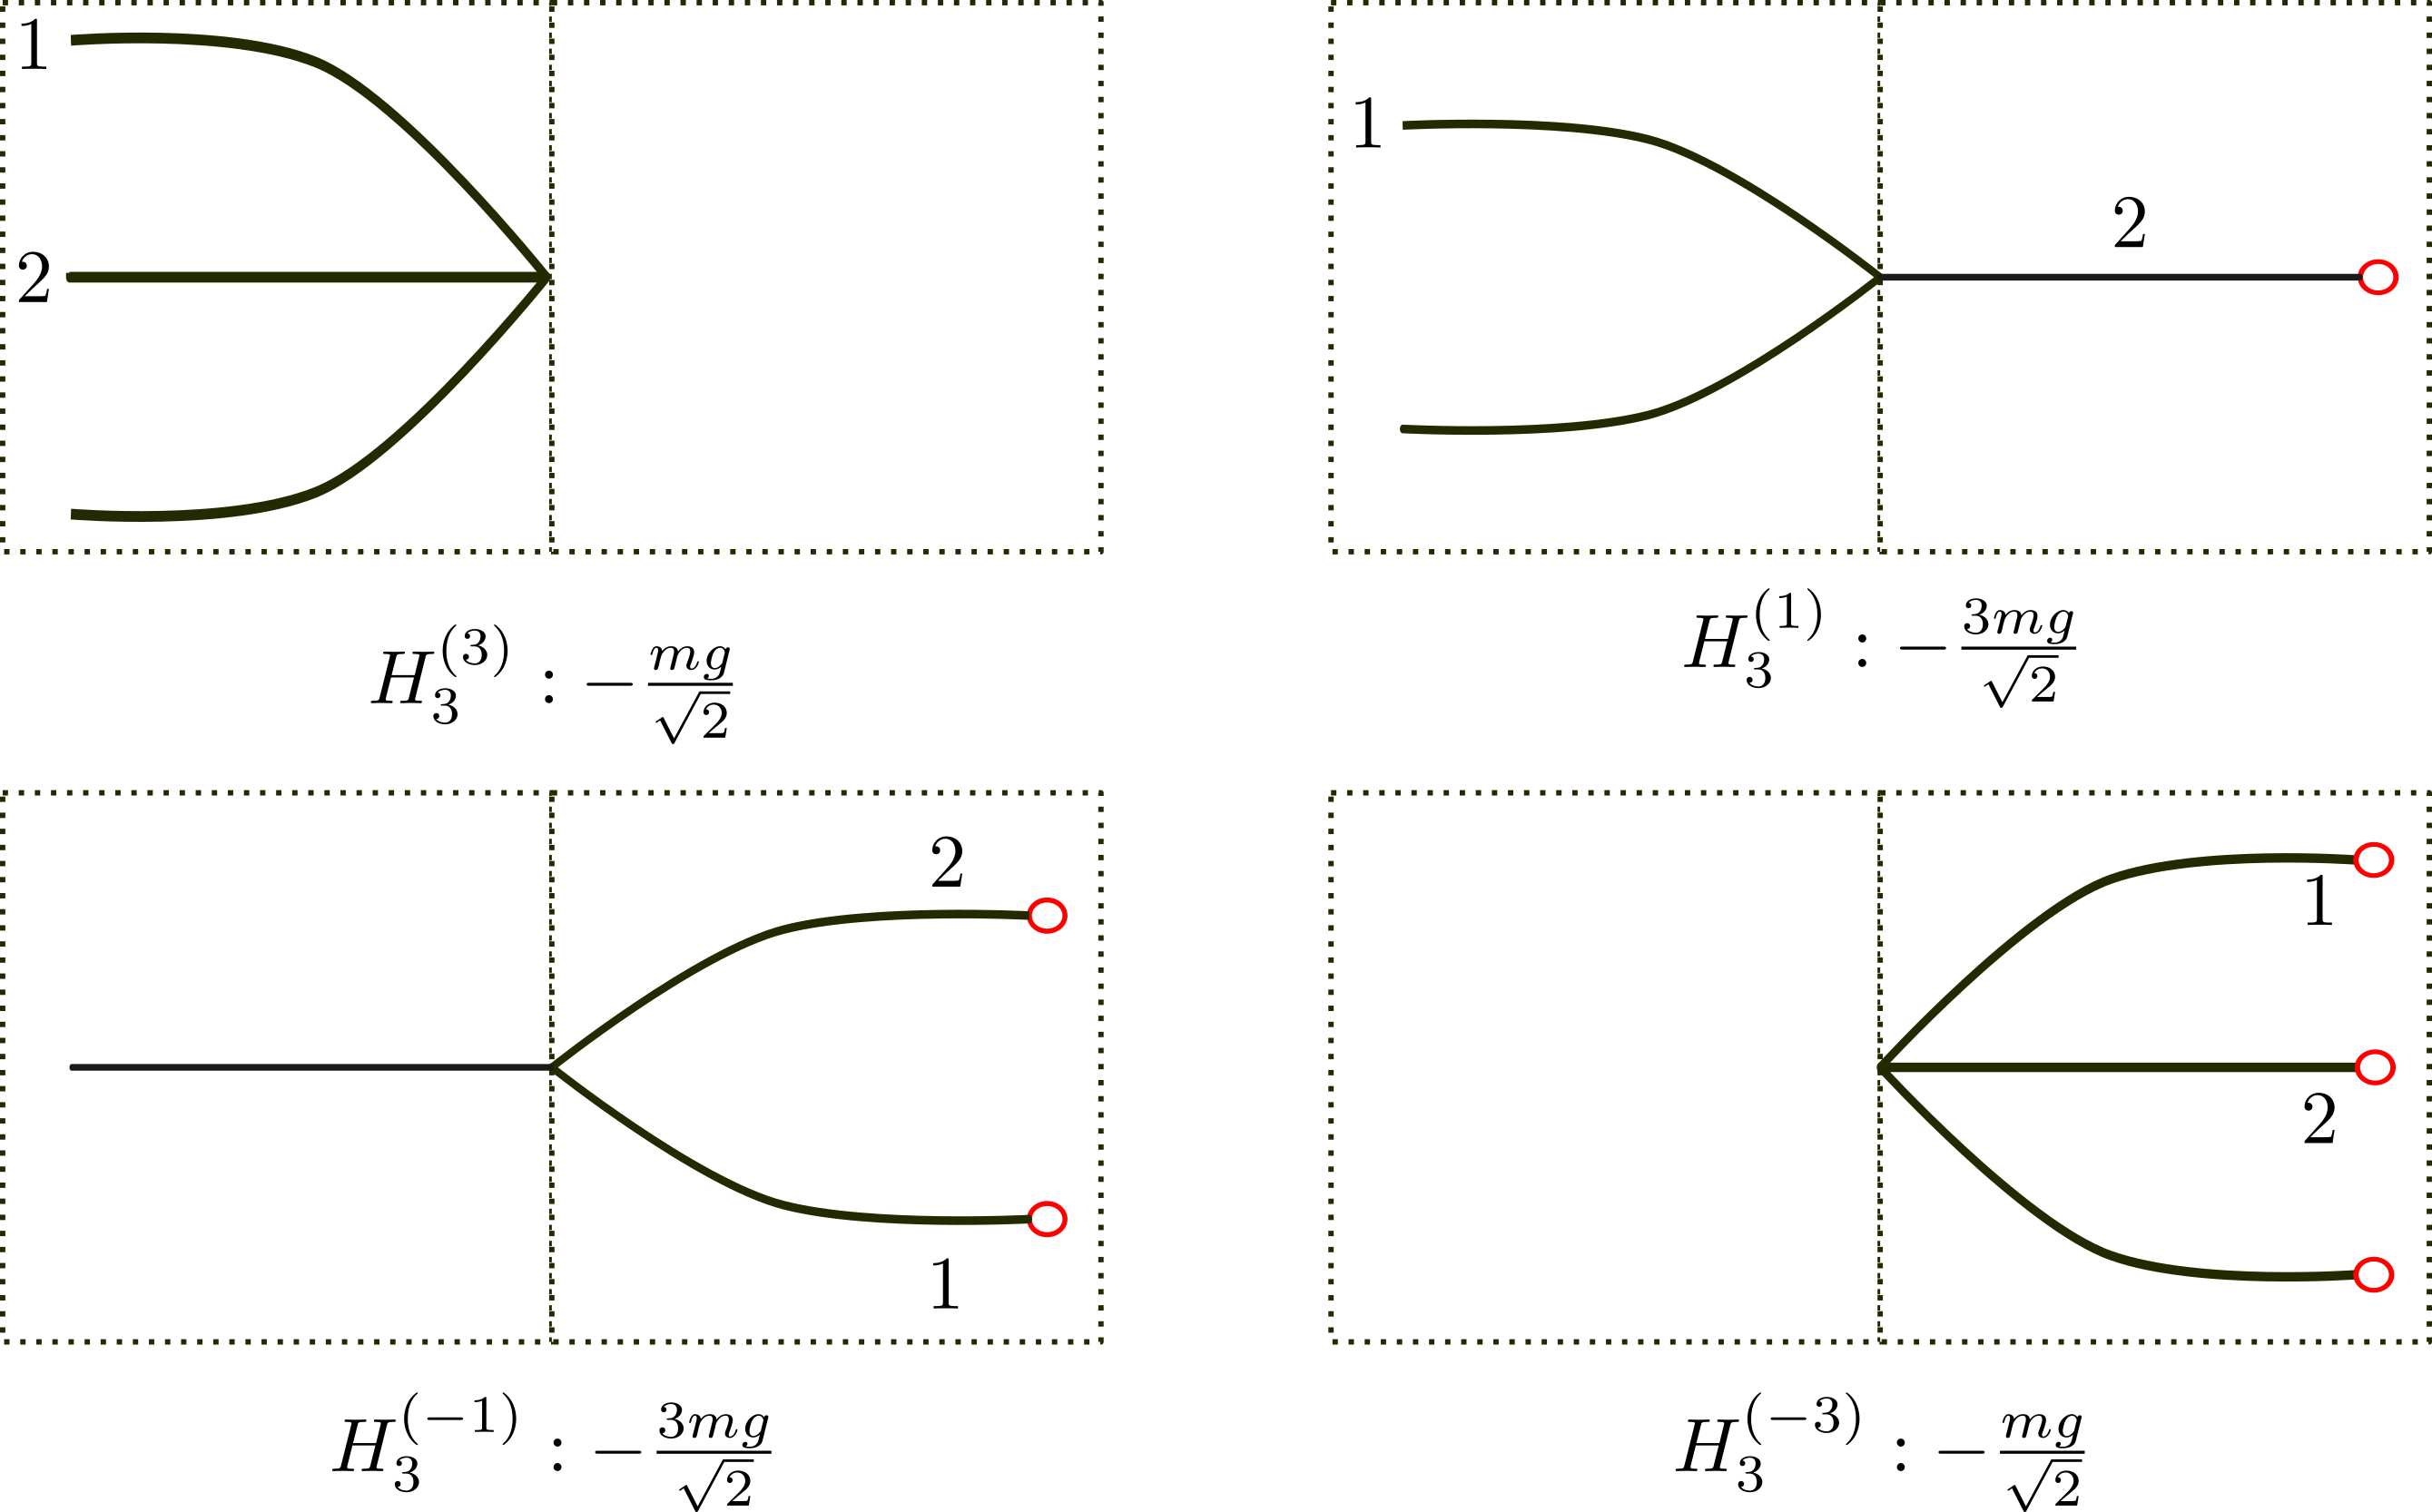 1
2
$H_3^{(3)} : -\frac{mg}{\sqrt{2}}$
1
2
$H_3^{(1)} : -\frac{3mg}{\sqrt{2}}$
2
1
$H_3^{(-1)} : -\frac{3mg}{\sqrt{2}}$
1
2
$H_3^{(-3)} : -\frac{mg}{\sqrt{2}}$